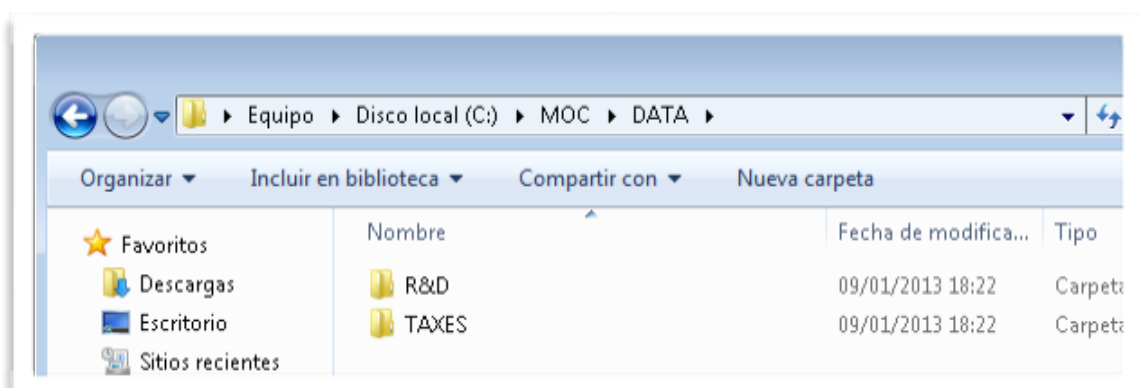 Equipo Disco local (C:) MOC DATA
Organizar Incluir en biblioteca Compartir con Nueva carpeta
Favoritos Nombre Fecha de modifica... Tipo
Descargas R&D 09/01/2013 18:22 Carpeta
Escritorio TAXES 09/01/2013 18:22 Carpeta
Sitios recientes